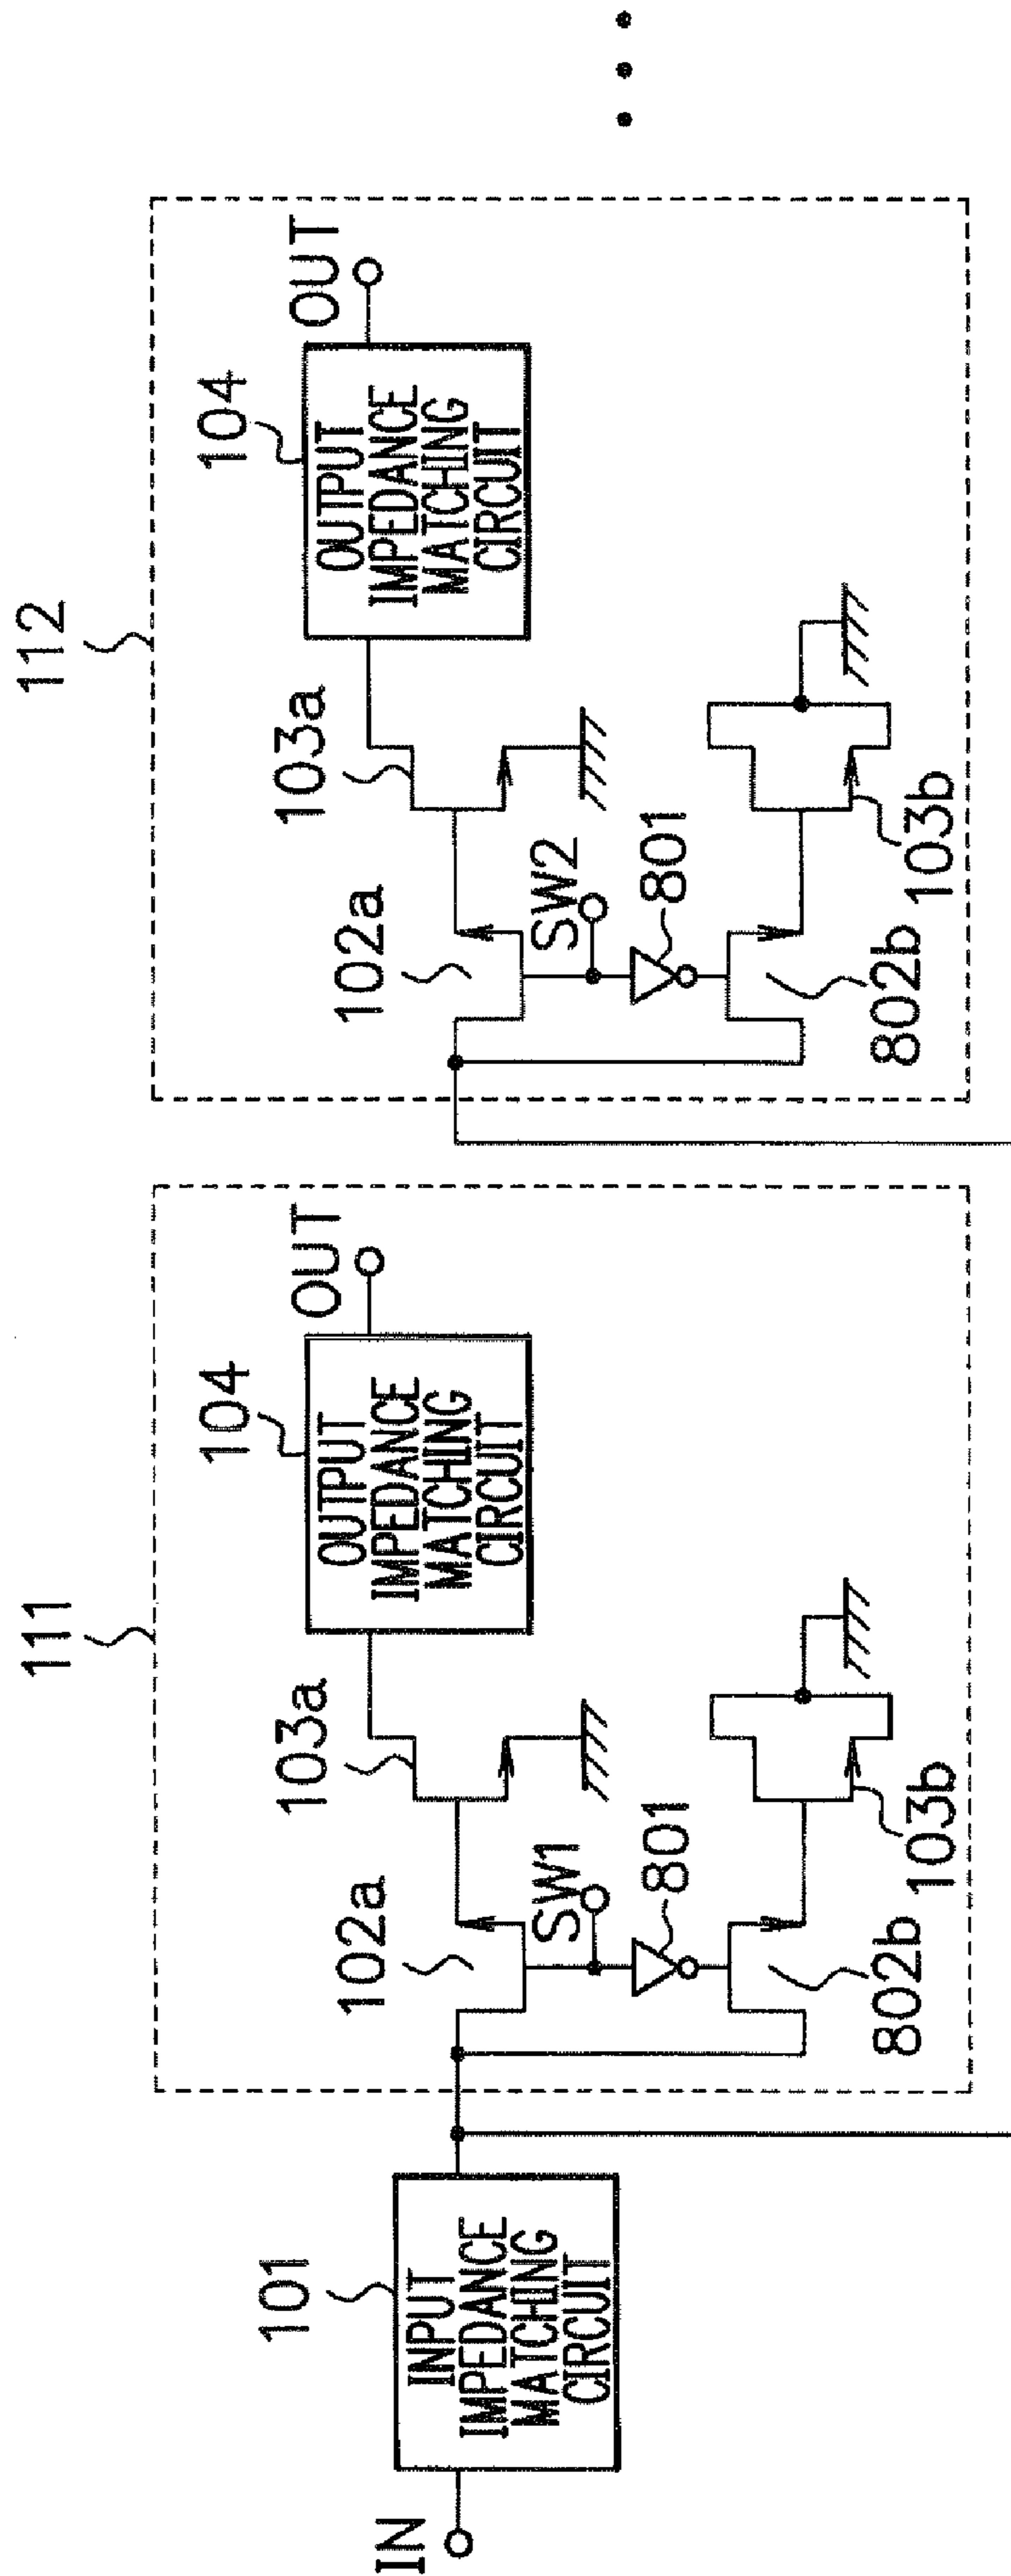 111
112
101
INPUT
IMPEDANCE
MATCHING
CIRCUIT
IN
102a
103a
104
OUTPUT
IMPEDANCE
MATCHING
CIRCUIT
OUT
SW1
801
802b
103b
102a
103a
104
OUTPUT
IMPEDANCE
MATCHING
CIRCUIT
OUT
SW2
801
802b
103b